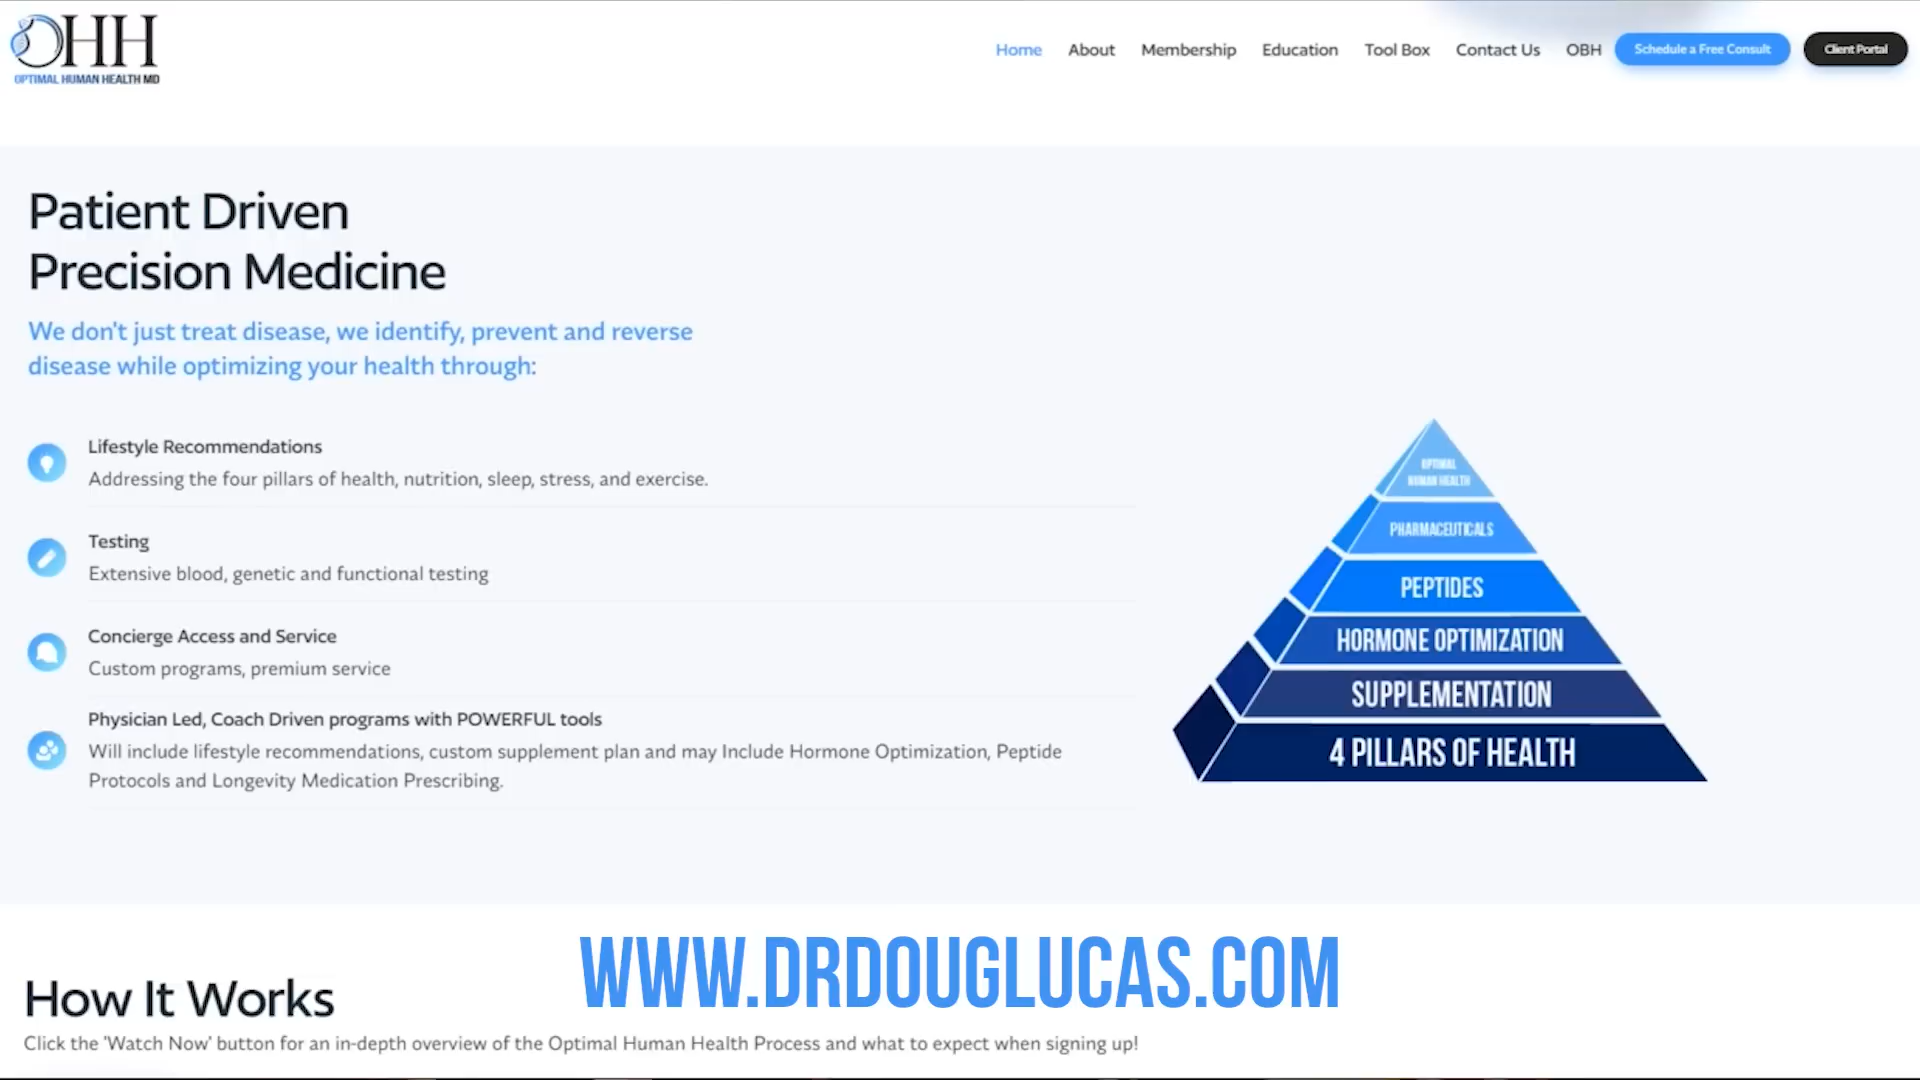 OHH
OPTIMAL HUMAN HEALTH MD
Home
About
Membership
Education
Tool Box
Contact Us
OBH
Schedule a Free Consult
Client Portal
Patient Driven
Precision Medicine
We don't just treat disease, we identify, prevent and reverse
disease while optimizing your health through:
Lifestyle Recommendations
Addressing the four pillars of health, nutrition, sleep, stress, and exercise.
Testing
Extensive blood, genetic and functional testing
Concierge Access and Service
Custom programs, premium service
Physician Led, Coach Driven programs with POWERFUL tools
Will include lifestyle recommendations, custom supplement plan and may Include Hormone Optimization, Peptide
Protocols and Longevity Medication Prescribing.
OPTIMAL
HUMAN HEALTH
PHARMACEUTICALS
PEPTIDES
HORMONE OPTIMIZATION
SUPPLEMENTATION
4 PILLARS OF HEALTH
WWW.DRDOUGLUCAS.COM
How It Works
Click the 'Watch Now' button for an in-depth overview of the Optimal Human Health Process and what to expect when signing up!